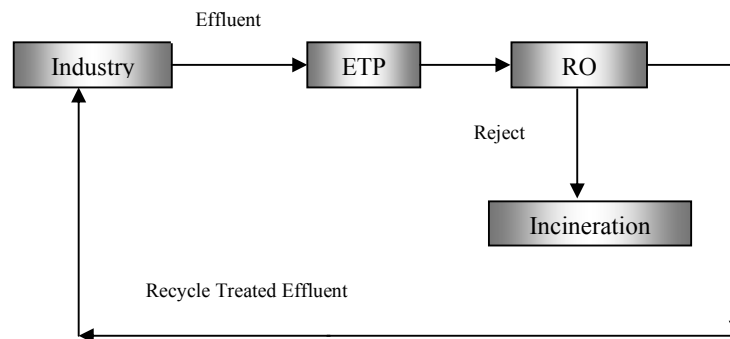 Effluent
Industry
ETP
RO
Reject
Incineration
Recycle Treated Effluent